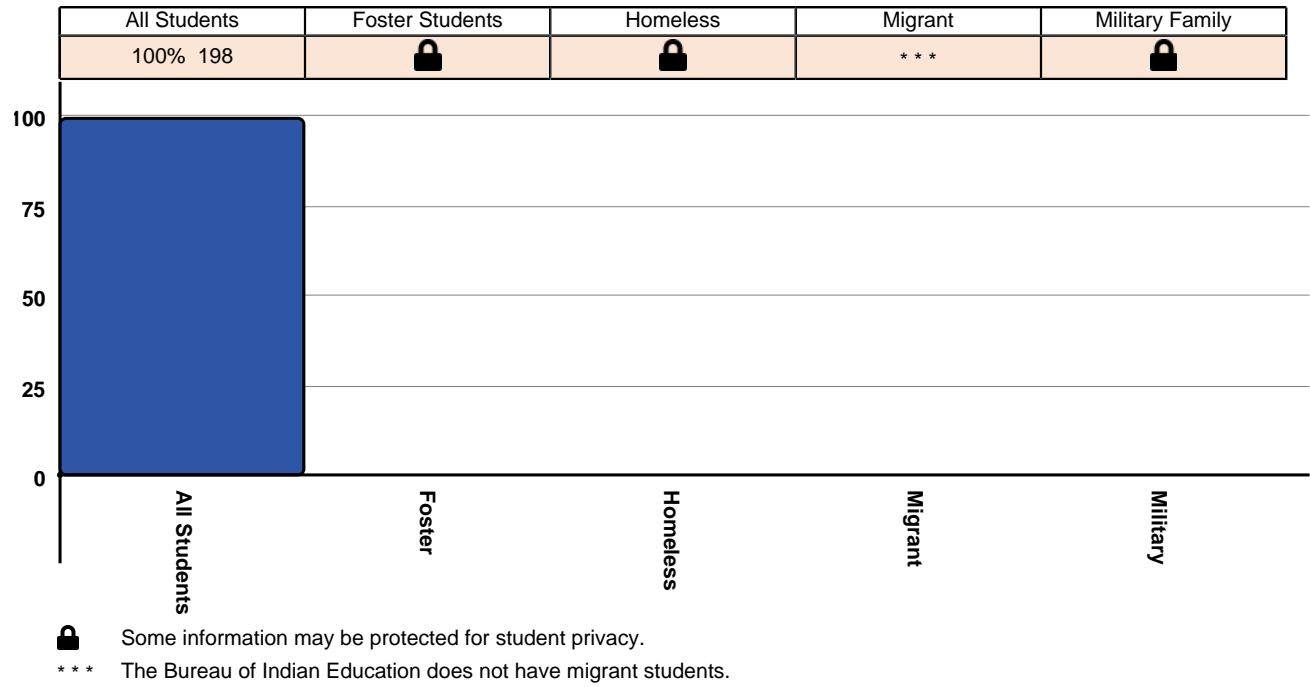 All Students Foster Students Homeless Migrant Military Family
100% 198 * * *
100
75
50
25
0
All Students
Foster
Homeless
Migrant
Military
Some information may be protected for student privacy.
* * * The Bureau of Indian Education does not have migrant students.